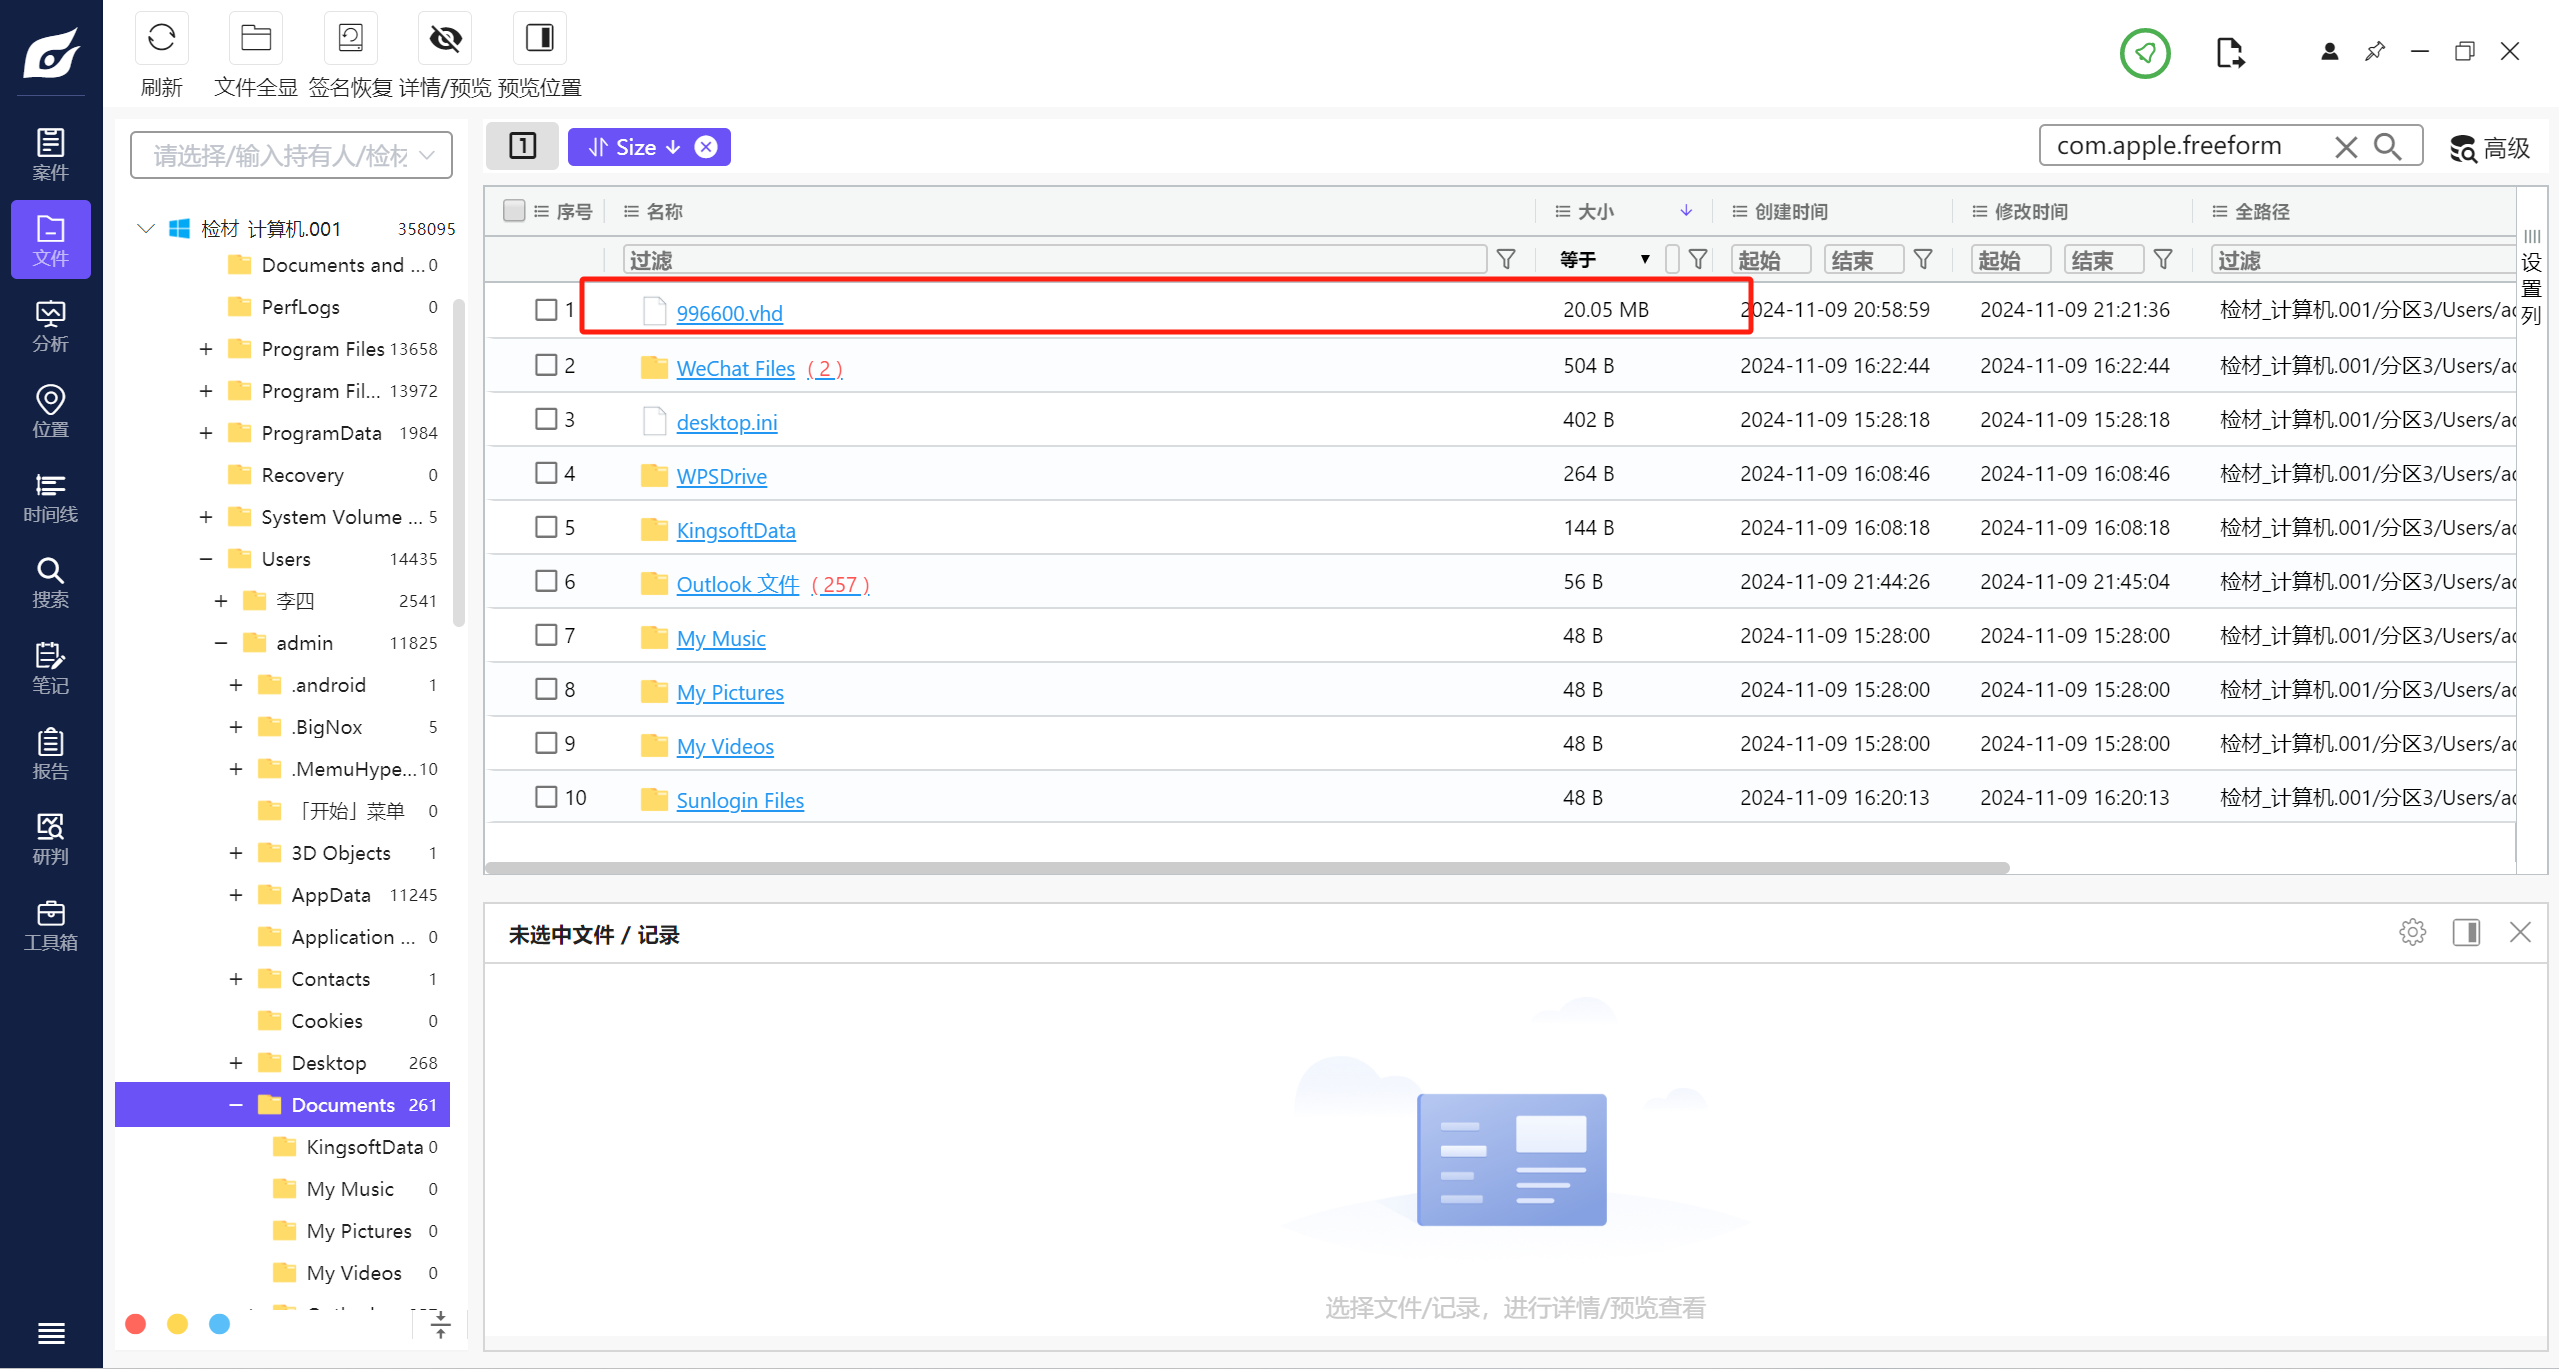 刷新
文件全显
签名恢复
详情/预览
预览位置
案件
文件
分析
位置
时间线
搜索
笔记
报告
研判
工具箱
请选择/输入持有人/检材
检材_计算机.001 358095
Documents and ... 0
PerfLogs 0
Program Files 13658
Program Fil... 13972
ProgramData 1984
Recovery 0
System Volume ... 5
Users 14435
李四 2541
admin 11825
.android 1
.BigNox 5
.MemuHype... 10
「开始」菜单 0
3D Objects 1
AppData 11245
Application ... 0
Contacts 1
Cookies 0
Desktop 268
Documents 261
KingsoftData 0
My Music 0
My Pictures 0
My Videos 0
1 Size
com.apple.freeform
高级
序号 名称 大小 创建时间 修改时间 全路径
过滤 等于 起始 结束 起始 结束 过滤
设置列
1 996600.vhd 20.05 MB 2024-11-09 20:58:59 2024-11-09 21:21:36 检材_计算机.001/分区3/Users/ad
2 WeChat Files ( 2 ) 504 B 2024-11-09 16:22:44 2024-11-09 16:22:44 检材_计算机.001/分区3/Users/ad
3 desktop.ini 402 B 2024-11-09 15:28:18 2024-11-09 15:28:18 检材_计算机.001/分区3/Users/ad
4 WPSDrive 264 B 2024-11-09 16:08:46 2024-11-09 16:08:46 检材_计算机.001/分区3/Users/ad
5 KingsoftData 144 B 2024-11-09 16:08:18 2024-11-09 16:08:18 检材_计算机.001/分区3/Users/ad
6 Outlook 文件 ( 257 ) 56 B 2024-11-09 21:44:26 2024-11-09 21:45:04 检材_计算机.001/分区3/Users/ad
7 My Music 48 B 2024-11-09 15:28:00 2024-11-09 15:28:00 检材_计算机.001/分区3/Users/ad
8 My Pictures 48 B 2024-11-09 15:28:00 2024-11-09 15:28:00 检材_计算机.001/分区3/Users/ad
9 My Videos 48 B 2024-11-09 15:28:00 2024-11-09 15:28:00 检材_计算机.001/分区3/Users/ad
10 Sunlogin Files 48 B 2024-11-09 16:20:13 2024-11-09 16:20:13 检材_计算机.001/分区3/Users/ad
未选中文件 / 记录
选择文件/记录，进行详情/预览查看